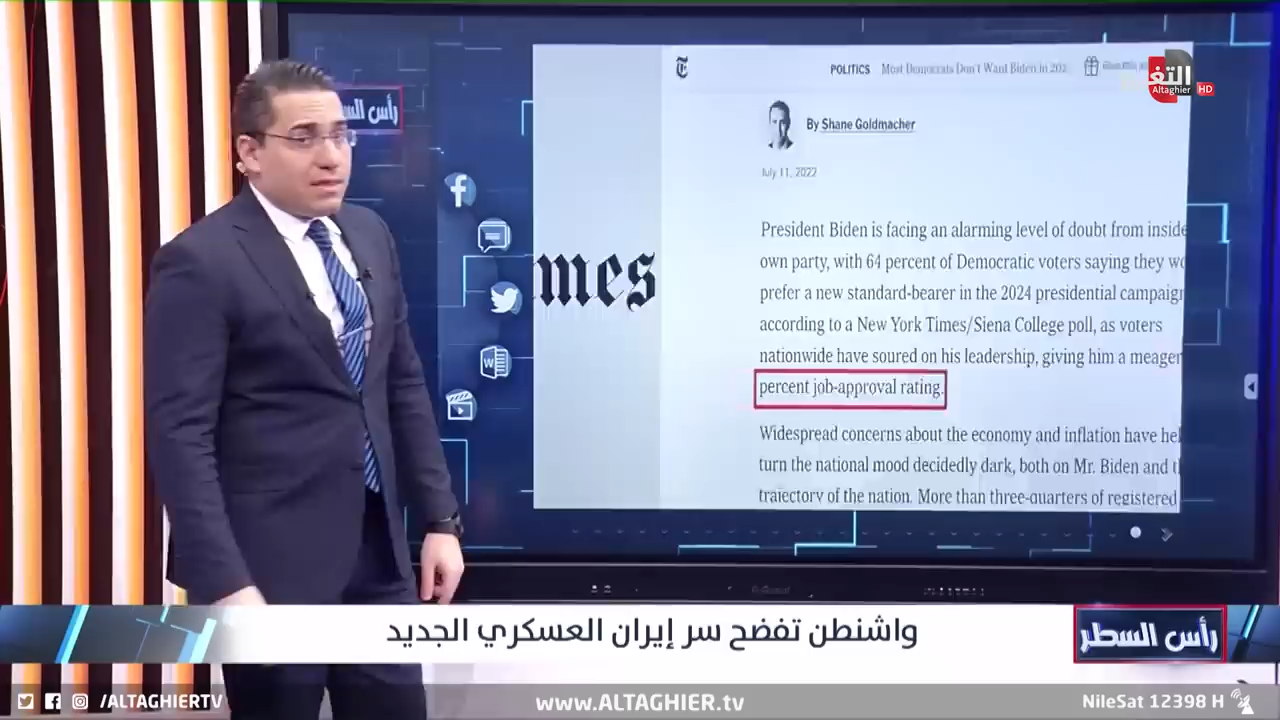 رأس الس
التغ
Altaghier HD
POLITICS Most Democrats Don't Want Biden in 202
By Shane Goldmacher
July 11, 2022
mes
President Biden is facing an alarming level of doubt from inside
own party, with 64 percent of Democratic voters saying they wo
prefer a new standard-bearer in the 2024 presidential campaign
according to a New York Times/Siena College poll, as voters
nationwide have soured on his leadership, giving him a meager
percent job-approval rating.
Widespread concerns about the economy and inflation have hel
turn the national mood decidedly dark, both on Mr. Biden and t
trajectory of the nation. More than three-quarters of registered
واشنطن تفضح سر إيران العسكري الجديد
رأس السطر
/ALTAGHIERTV
www.ALTAGHIER.tv
NileSat 12398 H